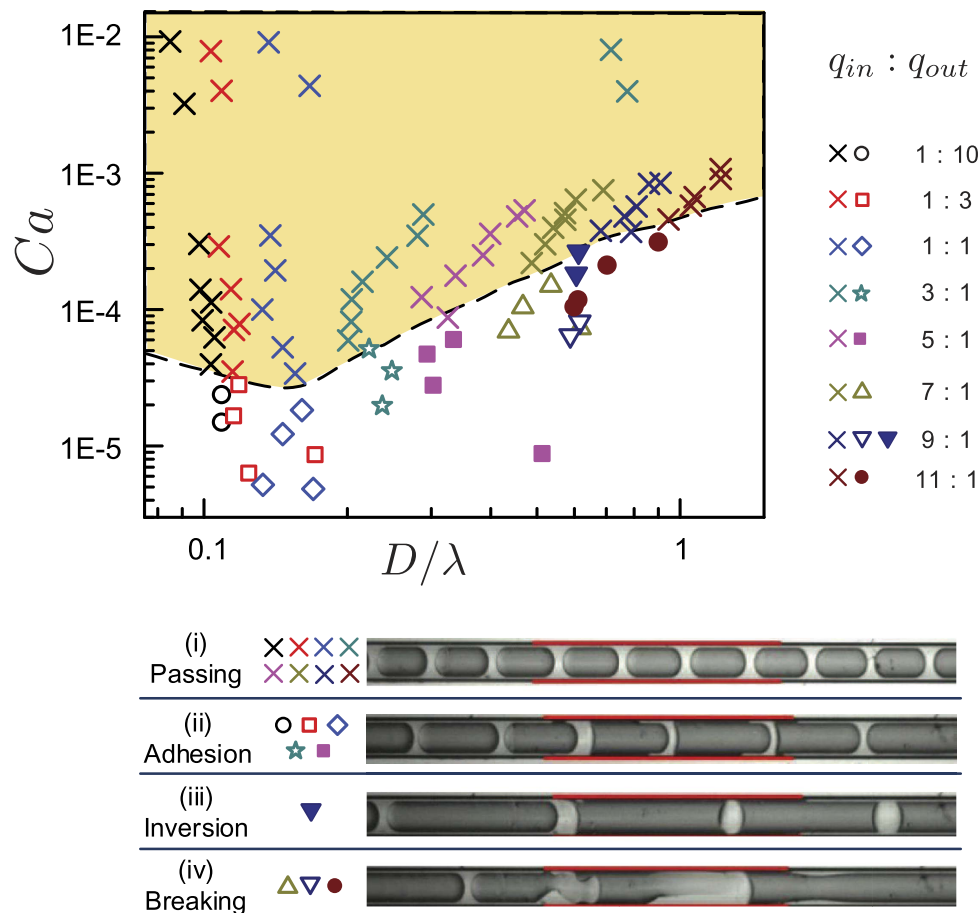 1E-2
1E-3
1E-4
1E-5
Ca
0.1
1
D/λ
q_in : q_out
1 : 10
1 : 3
1 : 1
3 : 1
5 : 1
7 : 1
9 : 1
11 : 1
(i)
Passing
(ii)
Adhesion
(iii)
Inversion
(iv)
Breaking